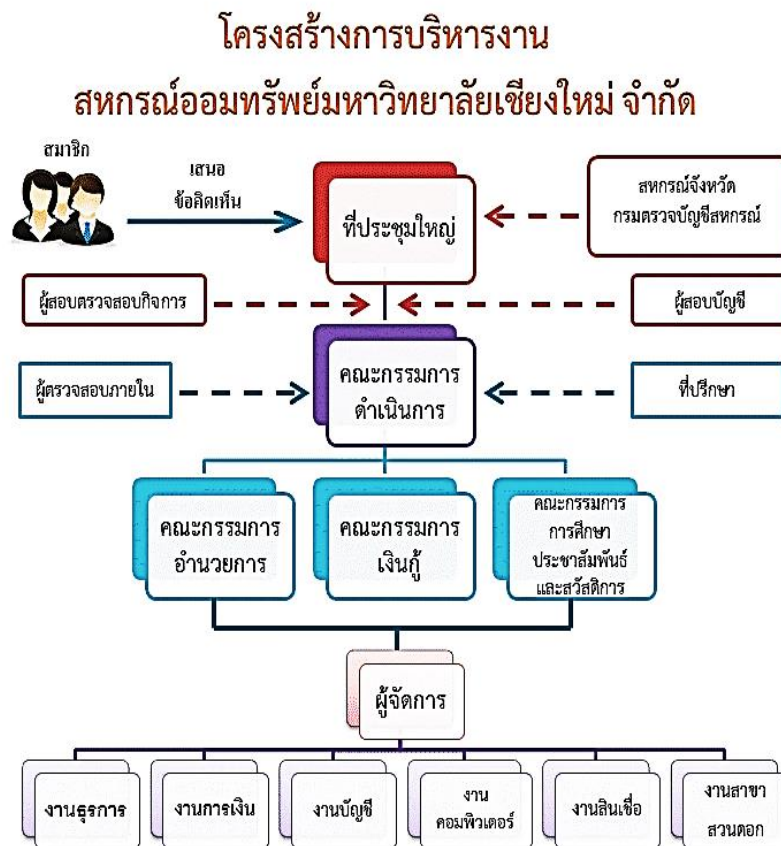 โครงสร้างการบริหารงาน
สหกรณ์ออมทรัพย์มหาวิทยาลัยเชียงใหม่ จำกัด
สมาชิก
เสนอ
ข้อคิดเห็น
ที่ประชุมใหญ่
สหกรณ์จังหวัด
กรมตรวจบัญชีสหกรณ์
ผู้สอบตรวจสอบกิจการ
ผู้สอบบัญชี
ผู้ตรวจสอบภายใน
คณะกรรมการ
ดำเนินการ
ที่ปรึกษา
คณะกรรมการ
อำนวยการ
คณะกรรมการ
เงินกู้
คณะกรรมการ
การศึกษา
ประชาสัมพันธ์
และสวัสดิการ
ผู้จัดการ
งานธุรการ
งานการเงิน
งานบัญชี
งาน
คอมพิวเตอร์
งานสินเชื่อ
งานสาขา
สวนดอก